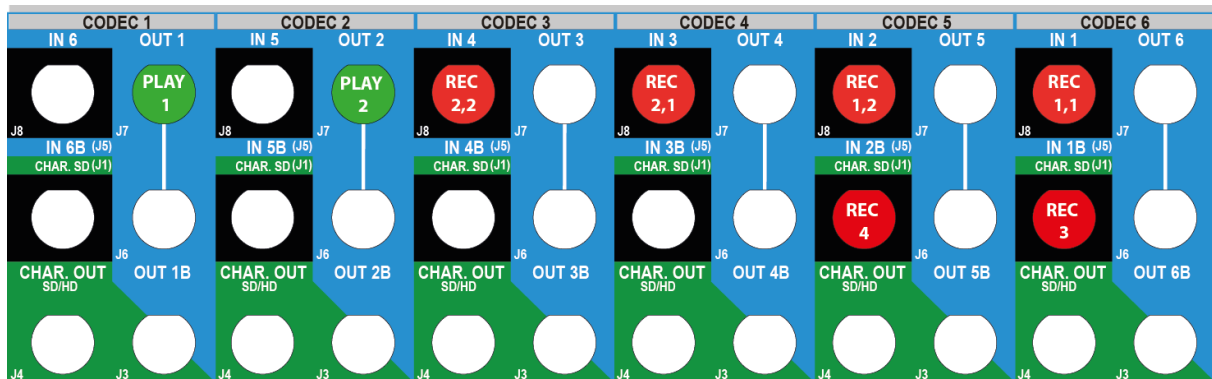 CODEC 1 CODEC 2 CODEC 3 CODEC 4 CODEC 5 CODEC 6
IN 6 OUT 1 IN 5 OUT 2 IN 4 OUT 3 IN 3 OUT 4 IN 2 OUT 5 IN 1 OUT 6
PLAY PLAY REC REC REC REC
1 2 2,2 2,1 1,2 1,1
J8 J7 J8 J7 J8 J7 J8 J7 J8 J7 J8 J7
IN 6B (J5) IN 5B (J5) IN 4B (J5) IN 3B (J5) IN 2B (J5) IN 1B (J5)
CHAR. SD (J1) CHAR. SD (J1) CHAR. SD (J1) CHAR. SD (J1) CHAR. SD (J1) CHAR. SD (J1)
REC REC
4 3
J6 J6 J6 J6 J6 J6
CHAR. OUT OUT 1B CHAR. OUT OUT 2B CHAR. OUT OUT 3B CHAR. OUT OUT 4B CHAR. OUT OUT 5B CHAR. OUT OUT 6B
SD/HD SD/HD SD/HD SD/HD SD/HD SD/HD
J4 J3 J4 J3 J4 J3 J4 J3 J4 J3 J4 J3